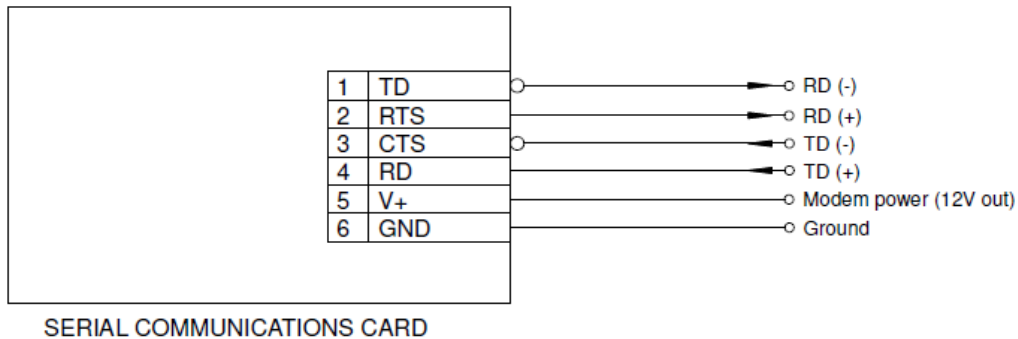 1 TD RD (-)
2 RTS RD (+)
3 CTS TD (-)
4 RD TD (+)
5 V+ Modem power (12V out)
6 GND Ground
SERIAL COMMUNICATIONS CARD